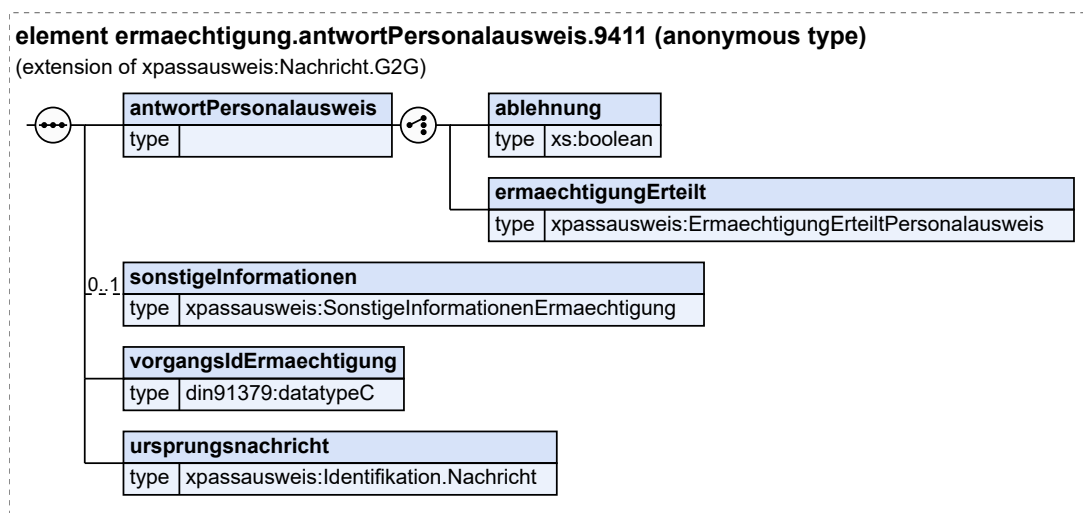 element ermaechtigung.antwortPersonalausweis.9411 (anonymous type)
(extension of xpassausweis:Nachricht.G2G)
antwortPersonalausweis
type
ablehnung
type xs:boolean
ermaechtigungErteilt
type xpassausweis:ErmaechtigungErteiltPersonalausweis
0..1
sonstigeInformationen
type xpassausweis:SonstigeInformationenErmaechtigung
vorgangsIdErmaechtigung
type din91379:datatypeC
ursprungsnachricht
type xpassausweis:Identifikation.Nachricht